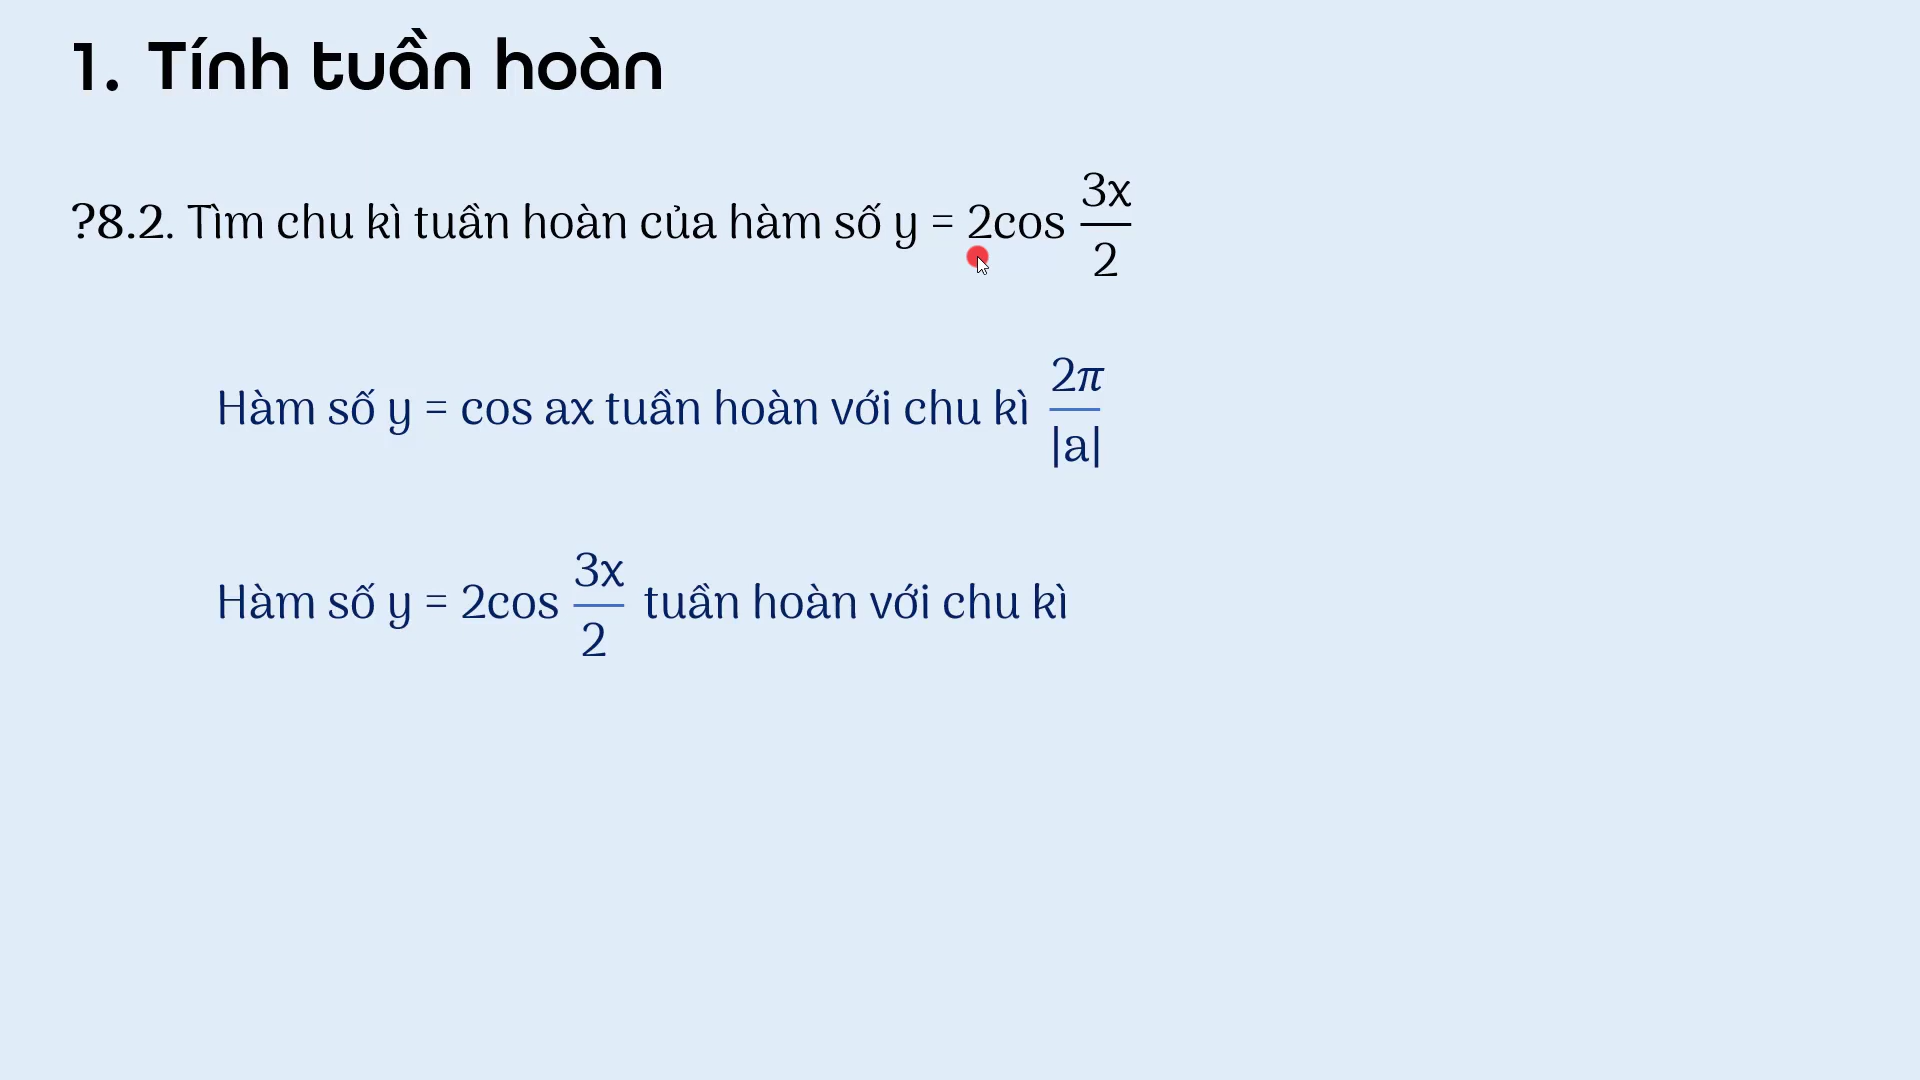 1. Tính tuần hoàn
?8.2. Tìm chu kì tuần hoàn của hàm số y = 2cos 3x/2
Hàm số y = cos ax tuần hoàn với chu kì 2π/|a|
Hàm số y = 2cos 3x/2 tuần hoàn với chu kì